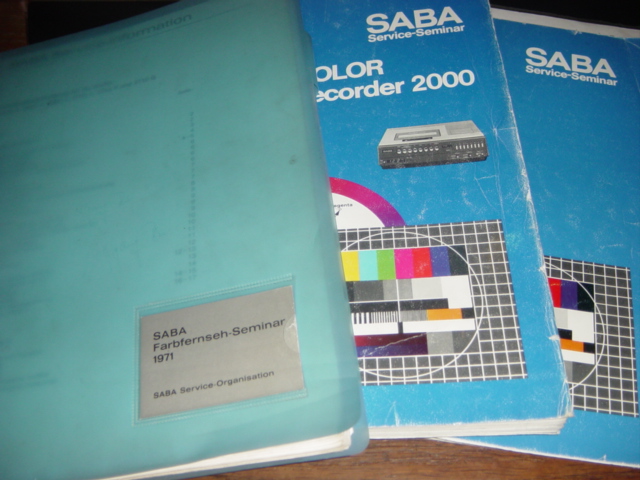 SABA
Farbfernseh-Seminar
1971
SABA Service-Organisation
SABA
Service-Seminar
OLOR
ecorder 2000
SABA
Service-Seminar